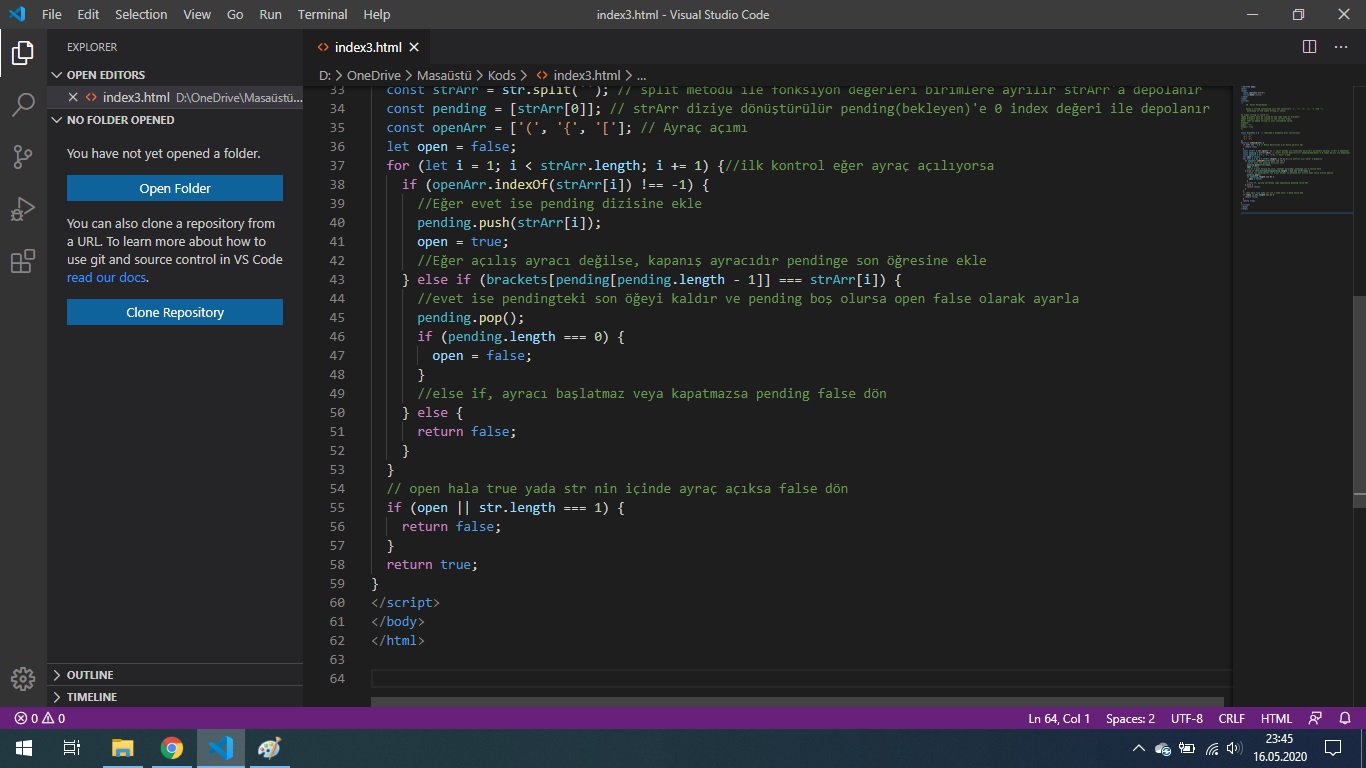 File Edit Selection View Go Run Terminal Help
index3.html - Visual Studio Code
EXPLORER
OPEN EDITORS
index3.html D:\OneDrive\Masaüstü...
NO FOLDER OPENED
You have not yet opened a folder.
Open Folder
You can also clone a repository from
a URL. To learn more about how to
use git and source control in VS Code
read our docs.
Clone Repository
OUTLINE
TIMELINE
index3.html
D: > OneDrive > Masaüstü > Kods > index3.html > ...
33 const strArr = str.split(''); // split metodu ile fonksiyon değerleri birimlere ayrılır strArr'a depolanır
34 const pending = [strArr[0]]; // strArr diziye dönüştürülür pending(bekleyen)'e 0 index değeri ile depolanır
35 const openArr = ['(', '{', '[']; // Ayraç açımı
36 let open = false;
37 for (let i = 1; i < strArr.length; i += 1) {//ilk kontrol eğer ayraç açılıyorsa
38 if (openArr.indexOf(strArr[i]) !== -1) {
39 //Eğer evet ise pending dizisine ekle
40 pending.push(strArr[i]);
41 open = true;
42 //Eğer açılış ayracı değilse, kapanış ayracıdır pendinge son öğresine ekle
43 } else if (brackets[pending[pending.length - 1]] === strArr[i]) {
44 //evet ise pendingteki son öğeyi kaldır ve pending boş olursa open false olarak ayarla
45 pending.pop();
46 if (pending.length === 0) {
47 open = false;
48 }
49 //else if, ayracı başlatmaz veya kapatmazsa pending false dön
50 } else {
51 return false;
52 }
53 }
54 // open hala true yada str nin içinde ayraç açıksa false dön
55 if (open || str.length === 1) {
56 return false;
57 }
58 return true;
59 }
60 </script>
61 </body>
62 </html>
63
64
0 0
Ln 64, Col 1 Spaces: 2 UTF-8 CRLF HTML
23:45
16.05.2020